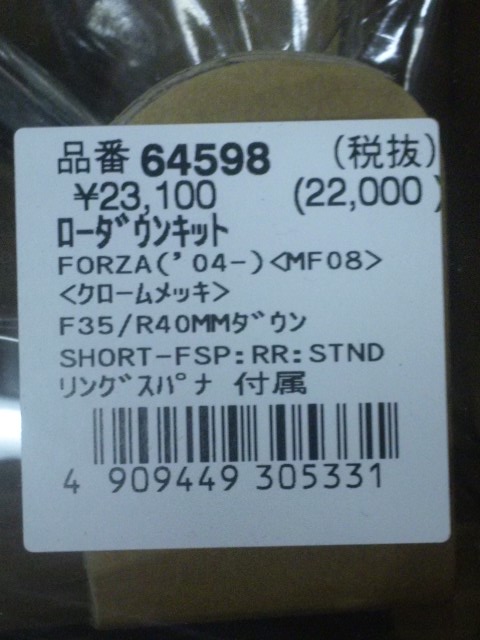 品番 64598 (税抜)
¥23,100 (22,000)
ﾛｰﾀﾞｳﾝｷｯﾄ
FORZA('04-)<MF08>
<ｸﾛｰﾑﾒｯｷ>
F35/R40MMﾀﾞｳﾝ
SHORT-FSP:RR:STND
ﾘﾝｸﾞｽﾊﾟﾅ 付属
4 909449 305331